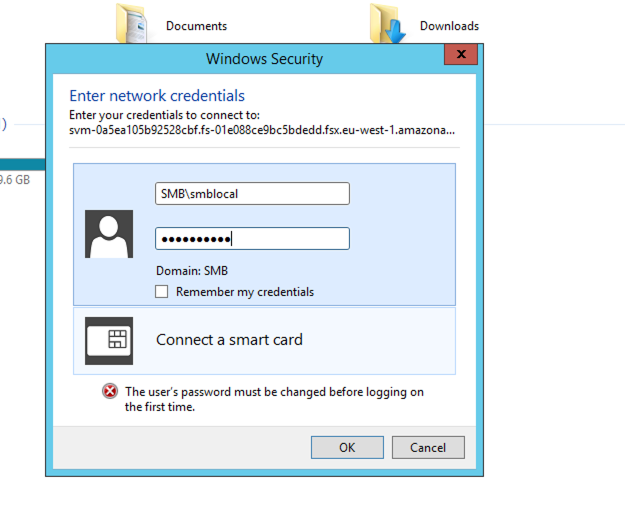 Documents
Downloads
Windows Security
x
Enter network credentials
Enter your credentials to connect to:
svm-0a5ea105b92528cbf.fs-01e088ce9bc5bdedd.fsx.eu-west-1.amazona...
)
9.6 GB
SMB\smblocal
●●●●●●●●●●
Domain: SMB
Remember my credentials
Connect a smart card
The user's password must be changed before logging on
the first time.
OK
Cancel